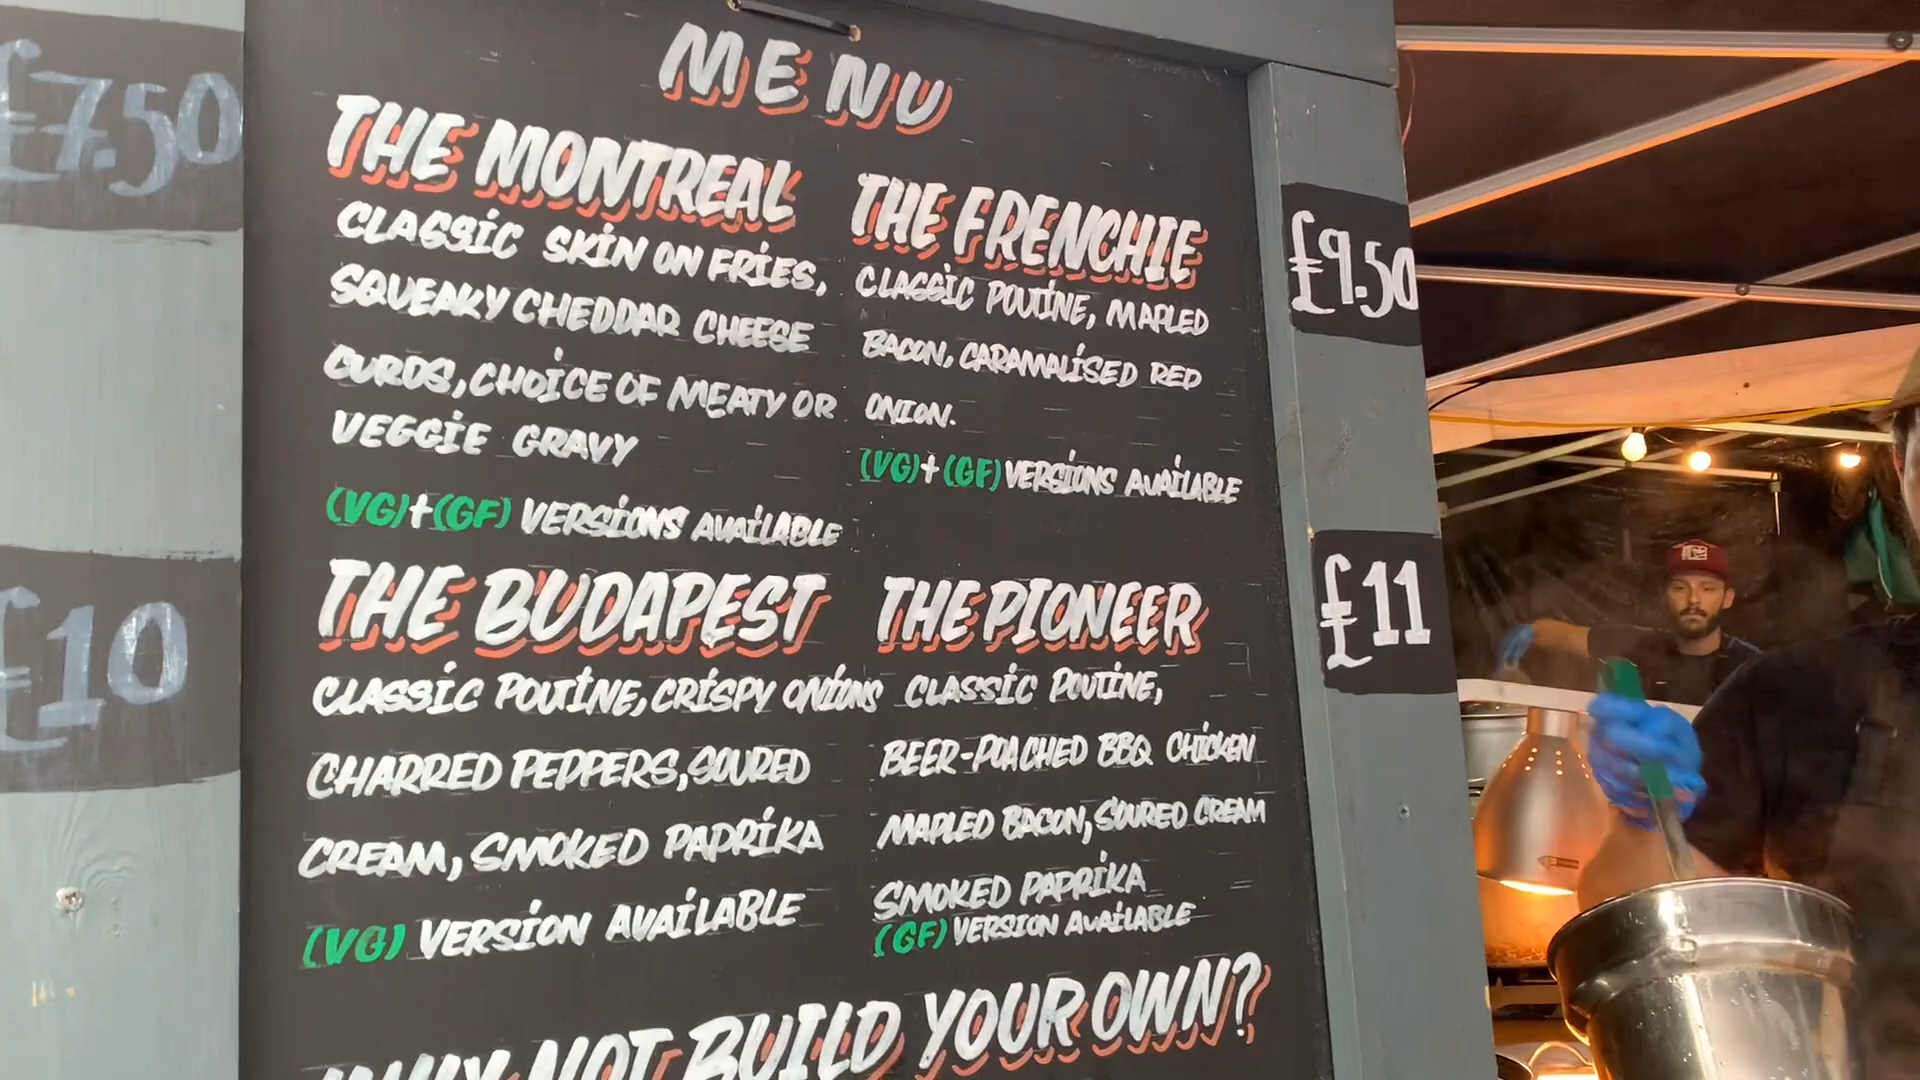 MENU
£7.50
THE MONTREAL
CLASSIC SKIN ON FRIES,
SQUEAKY CHEDDAR CHEESE
CURDS, CHOICE OF MEATY OR
VEGGIE GRAVY
(VG)+(GF) VERSIONS AVAILABLE
THE FRENCHIE
CLASSIC POUTINE, MAPLED
BACON, CARAMALISED RED
ONION.
(VG)+(GF) VERSIONS AVAILABLE
£9.50
£10
THE BUDAPEST
CLASSIC POUTINE, CRISPY ONIONS
CHARRED PEPPERS, SOURED
CREAM, SMOKED PAPRIKA
(VG) VERSION AVAILABLE
THE PIONEER
CLASSIC POUTINE,
BEER-POACHED BBQ CHICKEN
MAPLED BACON, SOURED CREAM
SMOKED PAPRIKA
(GF) VERSION AVAILABLE
£11
WHY NOT BUILD YOUR OWN?